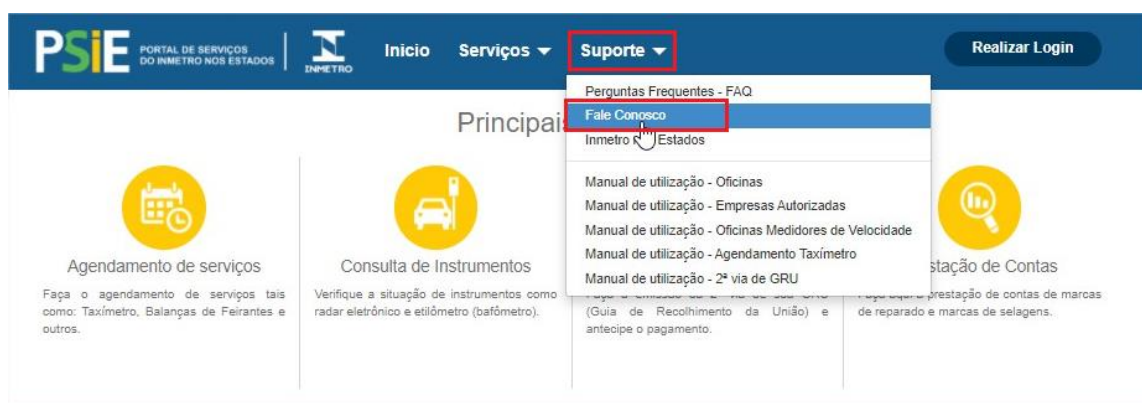 PSiE PORTAL DE SERVIÇOS
DO INMETRO NOS ESTADOS
INMETRO
Inicio Serviços Suporte Realizar Login
Perguntas Frequentes - FAQ
Fale Conosco
Inmetro Estados
Manual de utilização - Oficinas
Manual de utilização - Empresas Autorizadas
Manual de utilização - Oficinas Medidores de Velocidade
Manual de utilização - Agendamento Taxímetro
Manual de utilização - 2ª via de GRU
Principai
Agendamento de serviços
Faça o agendamento de serviços tais
como: Taxímetro, Balanças de Feirantes e
outros.
Consulta de Instrumentos
Verifique a situação de instrumentos como
radar eletrônico e etilômetro (bafômetro).
(Guia de Recolhimento da União) e
antecipe o pagamento.
stação de Contas
prestação de contas de marcas
de reparado e marcas de selagens.